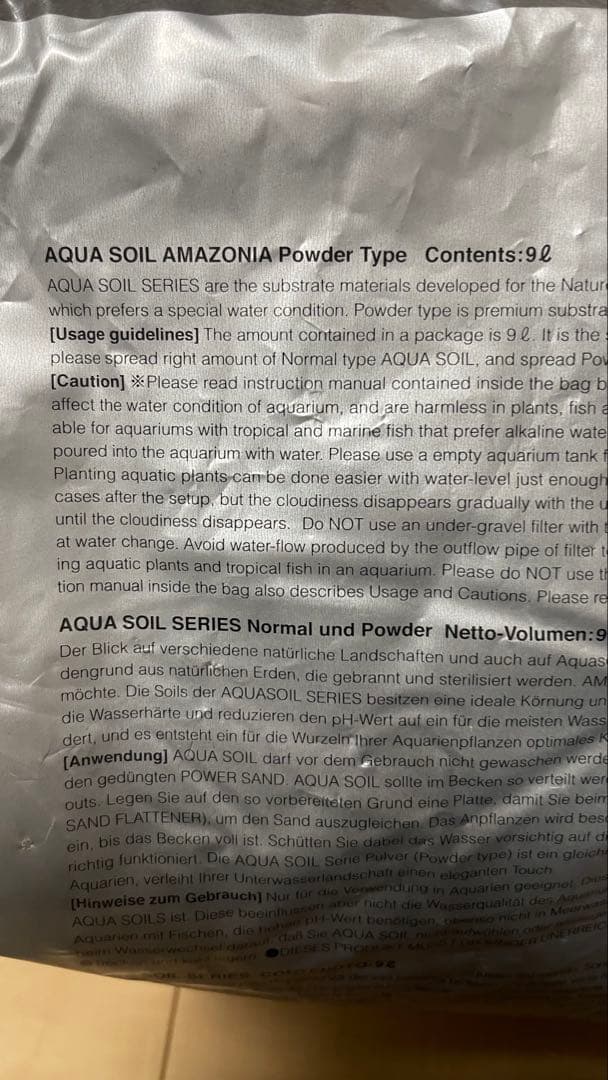 AQUA SOIL AMAZONIA Powder Type Contents:9ℓ
AQUA SOIL SERIES are the substrate materials developed for the Natur
which prefers a special water condition. Powder type is premium substra
[Usage guidelines] The amount contained in a package is 9ℓ. It is the
please spread right amount of Normal type AQUA SOIL, and spread Pow
[Caution] ※Please read instruction manual contained inside the bag b
affect the water condition of aquarium, and are harmless in plants, fish a
able for aquariums with tropical and marine fish that prefer alkaline wate
poured into the aquarium with water. Please use a empty aquarium tank f
Planting aquatic plants can be done easier with water-level just enough
cases after the setup, but the cloudiness disappears gradually with the u
until the cloudiness disappears. Do NOT use an under-gravel filter with t
at water change. Avoid water-flow produced by the outflow pipe of filter t
ing aquatic plants and tropical fish in an aquarium. Please do NOT use th
tion manual inside the bag also describes Usage and Cautions. Please re
AQUA SOIL SERIES Normal und Powder Netto-Volumen:9
Der Blick auf verschiedene natürliche Landschaften und auch auf Aquas
dengrund aus natürlichen Erden, die gebrannt und sterilisiert werden. AM
möchte. Die Soils der AQUASOIL SERIES besitzen eine ideale Körnung un
die Wasserhärte und reduzieren den pH-Wert auf ein für die meisten Wass
dert, und es entsteht ein für die Wurzeln Ihrer Aquarienpflanzen optimales K
[Anwendung] AQUA SOIL darf vor dem Gebrauch nicht gewaschen werde
den gedüngten POWER SAND. AQUA SOIL sollte im Becken so verteilt wer
outs. Legen Sie auf den so vorbereiteten Grund eine Platte, damit Sie beim
SAND FLATTENER), um den Sand auszugleichen. Das Anpflanzen wird beso
ein, bis das Becken voll ist. Schütten Sie dabei das Wasser vorsichtig auf d
richtig funktioniert. Die AQUA SOIL Serie Pulver (Powder type) ist ein gleich
Aquarien, verleiht Ihrer Unterwasserlandschaft einen eleganten Touch.
[Hinweise zum Gebrauch] Nur für die Verwendung in Aquarien geeignet. Dies
AQUA SOILS ist. Diese beeinflussen aber nicht die Wasserqualität des
Aquarien mit Fischen, die hohen pH-Wert benötigen, ebenso nicht in
beim Wasserwechsel darauf, daß Sie AQUA SOIL nicht
●DIESES